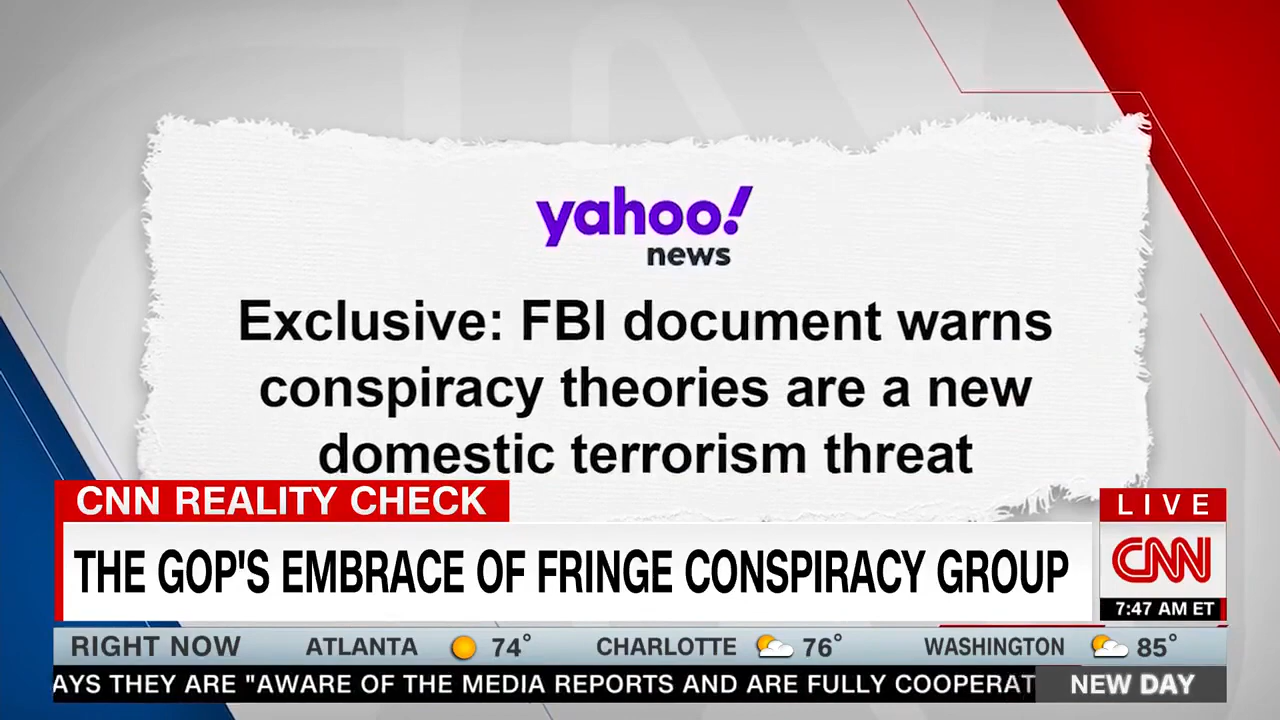 yahoo!
news
Exclusive: FBI document warns
conspiracy theories are a new
domestic terrorism threat
CNN REALITY CHECK
THE GOP'S EMBRACE OF FRINGE CONSPIRACY GROUP
LIVE
CNN
7:47 AM ET
RIGHT NOW ATLANTA 74° CHARLOTTE 76° WASHINGTON 85°
AYS THEY ARE "AWARE OF THE MEDIA REPORTS AND ARE FULLY COOPERAT NEW DAY